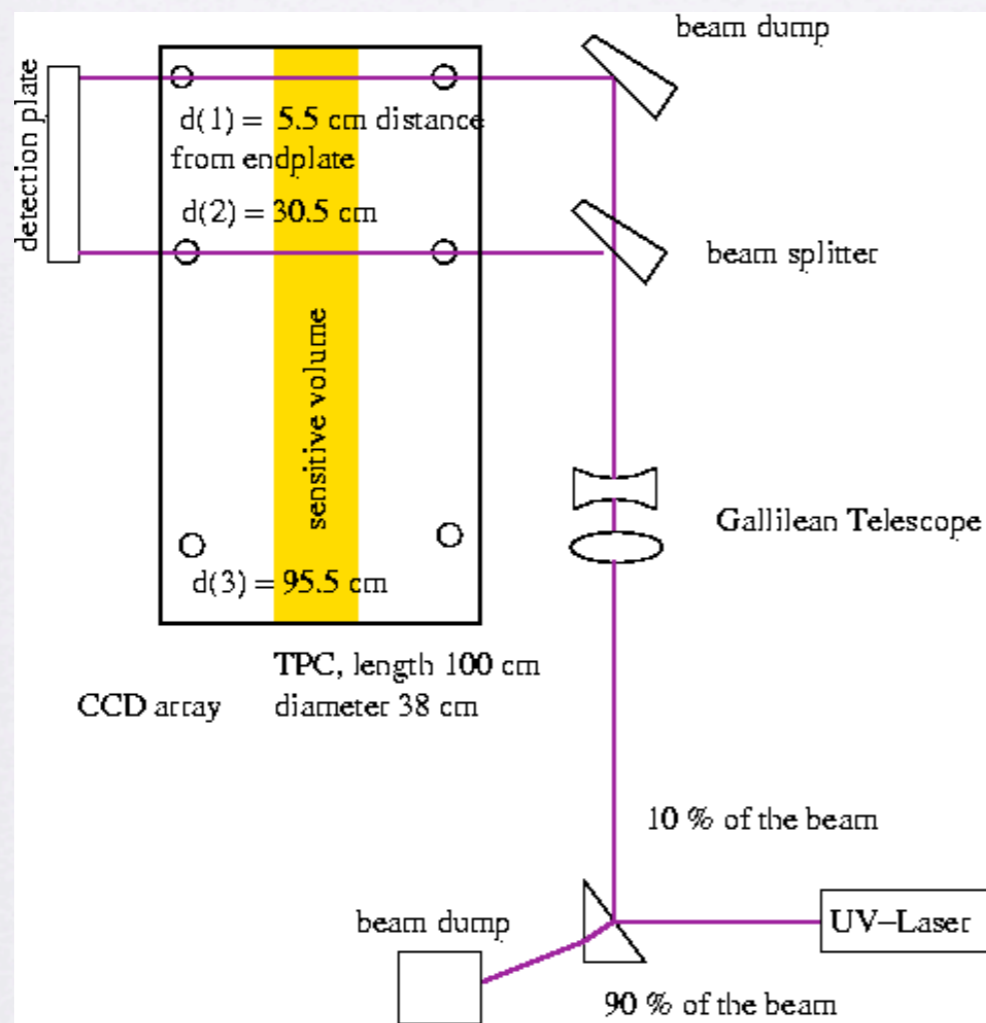 beam dump
detection plate
d(1) = 5.5 cm distance
from endplate
d(2) = 30.5 cm
beam splitter
sensitive volume
Gallilean Telescope
d(3) = 95.5 cm
TPC, length 100 cm
CCD array diameter 38 cm
10 % of the beam
beam dump
UV–Laser
90 % of the beam